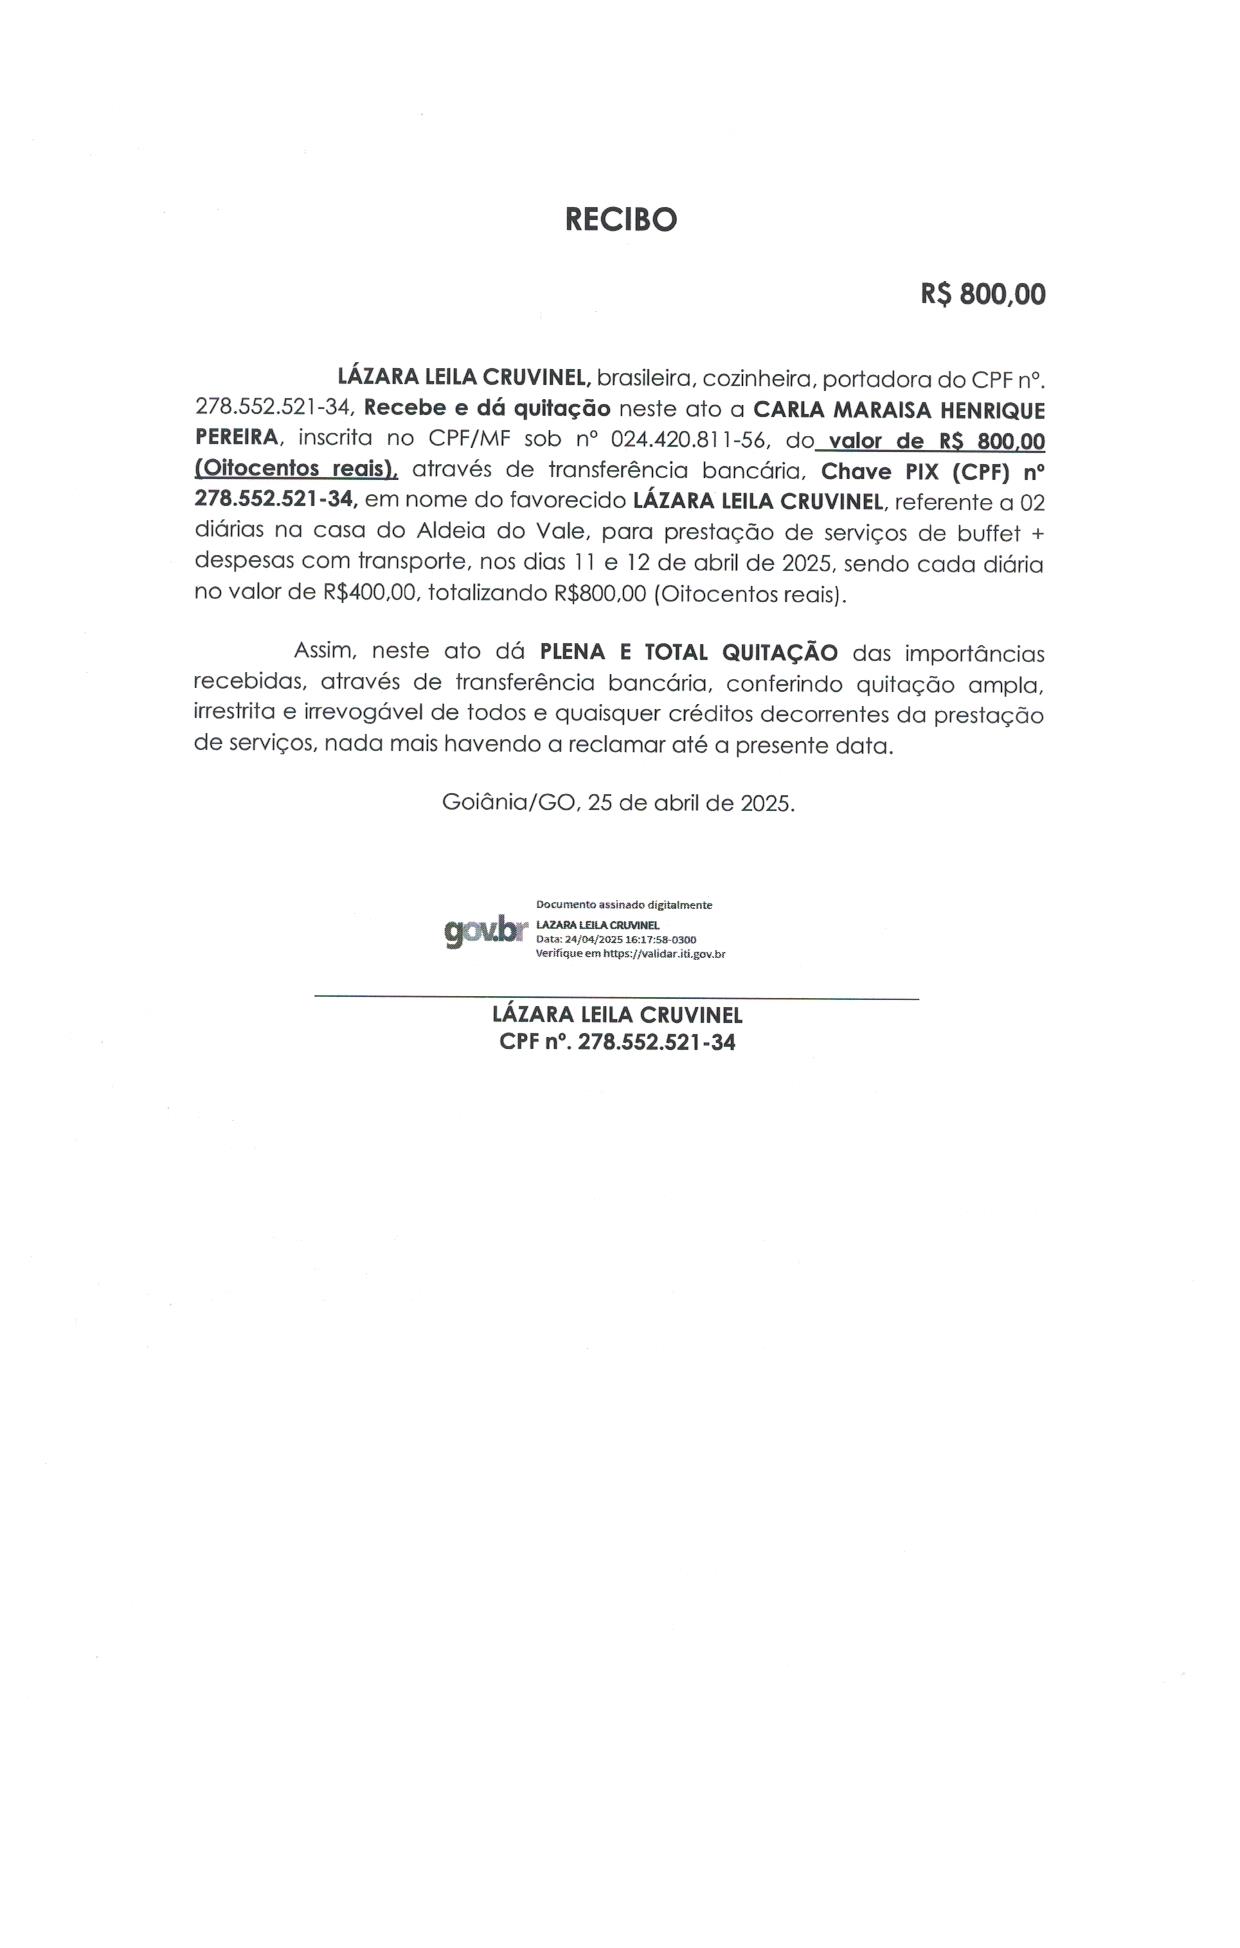 RECIBO
R$ 800,00
LÁZARA LEILA CRUVINEL, brasileira, cozinheira, portadora do CPF nº.
278.552.521-34, Recebe e dá quitação neste ato a CARLA MARAISA HENRIQUE
PEREIRA, inscrita no CPF/MF sob nº 024.420.811-56, do valor de R$ 800,00
(Oitocentos reais), através de transferência bancária, Chave PIX (CPF) nº
278.552.521-34, em nome do favorecido LÁZARA LEILA CRUVINEL, referente a 02
diárias na casa do Aldeia do Vale, para prestação de serviços de buffet +
despesas com transporte, nos dias 11 e 12 de abril de 2025, sendo cada diária
no valor de R$400,00, totalizando R$800,00 (Oitocentos reais).
Assim, neste ato dá PLENA E TOTAL QUITAÇÃO das importâncias
recebidas, através de transferência bancária, conferindo quitação ampla,
irrestrita e irrevogável de todos e quaisquer créditos decorrentes da prestação
de serviços, nada mais havendo a reclamar até a presente data.
Goiânia/GO, 25 de abril de 2025.
Documento assinado digitalmente
gov.br LAZARA LEILA CRUVINEL
Data: 24/04/2025 16:17:58-0300
Verifique em https://validar.iti.gov.br
LÁZARA LEILA CRUVINEL
CPF nº. 278.552.521-34